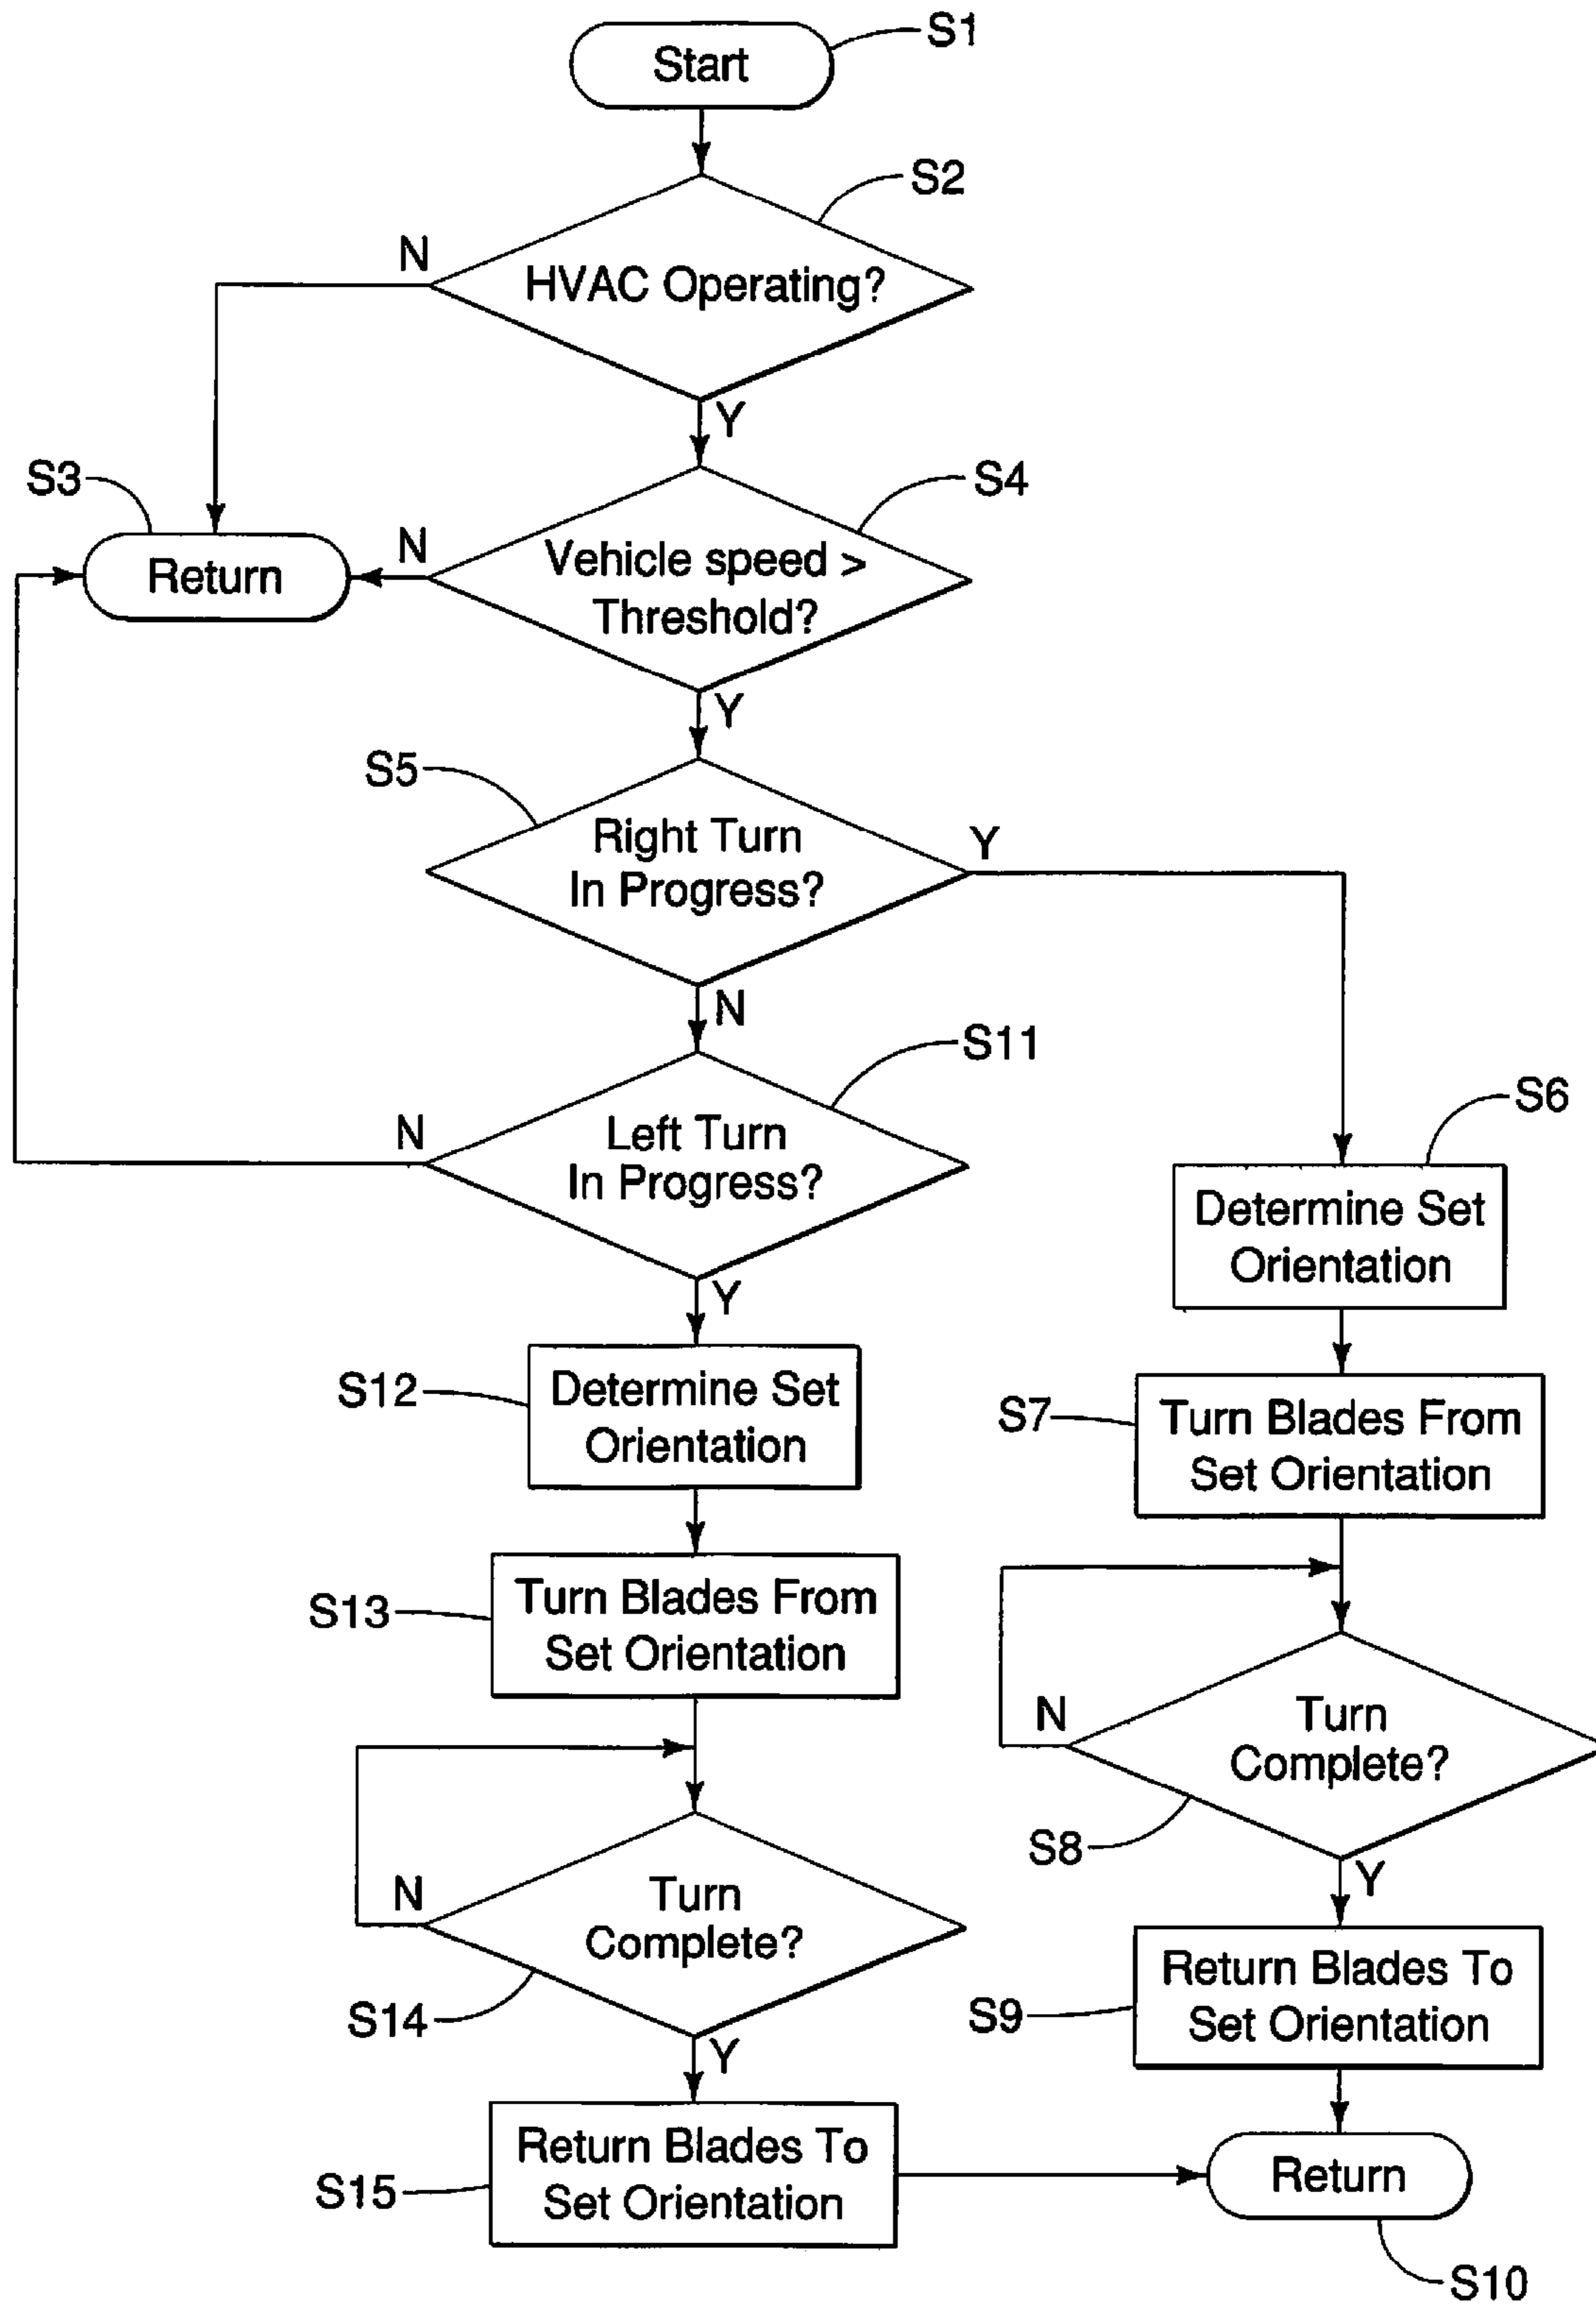 S1
Start
S2
N
HVAC Operating?
Y
S3
S4
N
Return
Vehicle speed >
Threshold?
Y
S5
Right Turn
In Progress?
Y
N
S11
S6
N
Left Turn
In Progress?
Determine Set
Orientation
Y
S12
Determine Set
Orientation
S7
Turn Blades From
Set Orientation
S13
Turn Blades From
Set Orientation
N
Turn
Complete?
S8
Y
N
Turn
Complete?
S14
Y
S9
Return Blades To
Set Orientation
S15
Return Blades To
Set Orientation
Return
S10